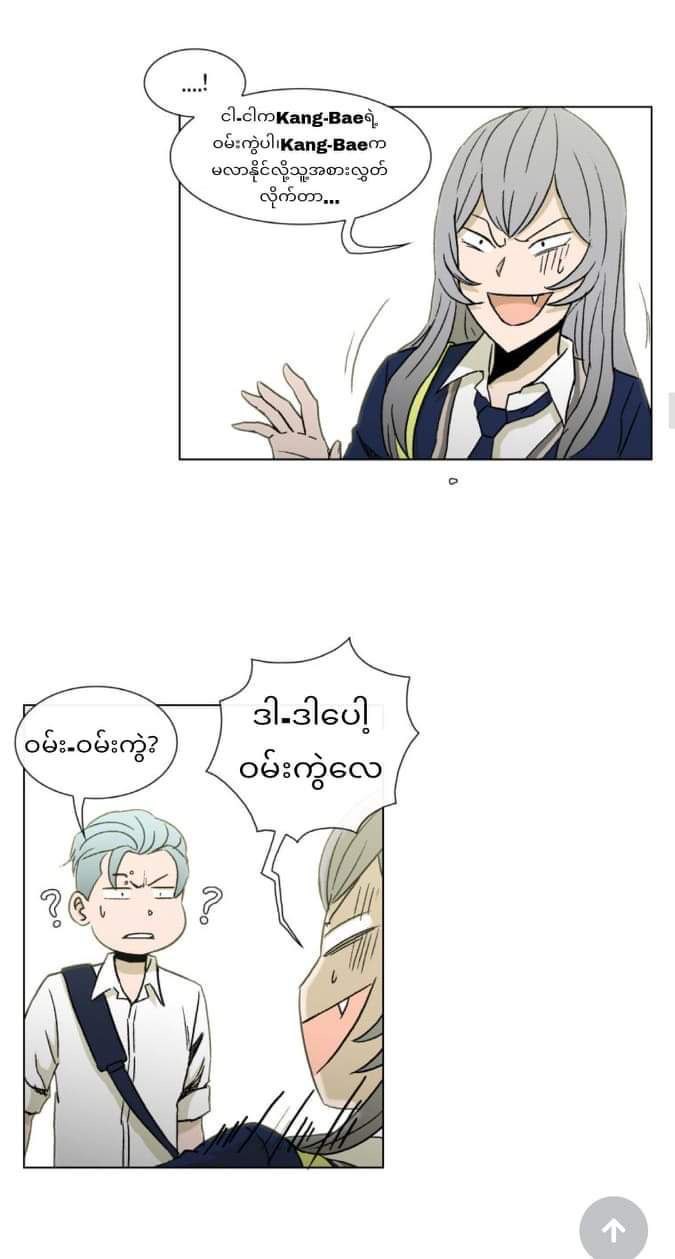 ....!
ငါ-ငါကKang-Baeရဲ့
ဝမ်းကွဲပါ၊Kang-Baeက
မလာနိုင်လို့သူ့အစားလွှတ်
လိုက်တာ...
ဝမ်း-ဝမ်းကွဲ?
ဒါ-ဒါပေါ့
ဝမ်းကွဲလေ
?
?